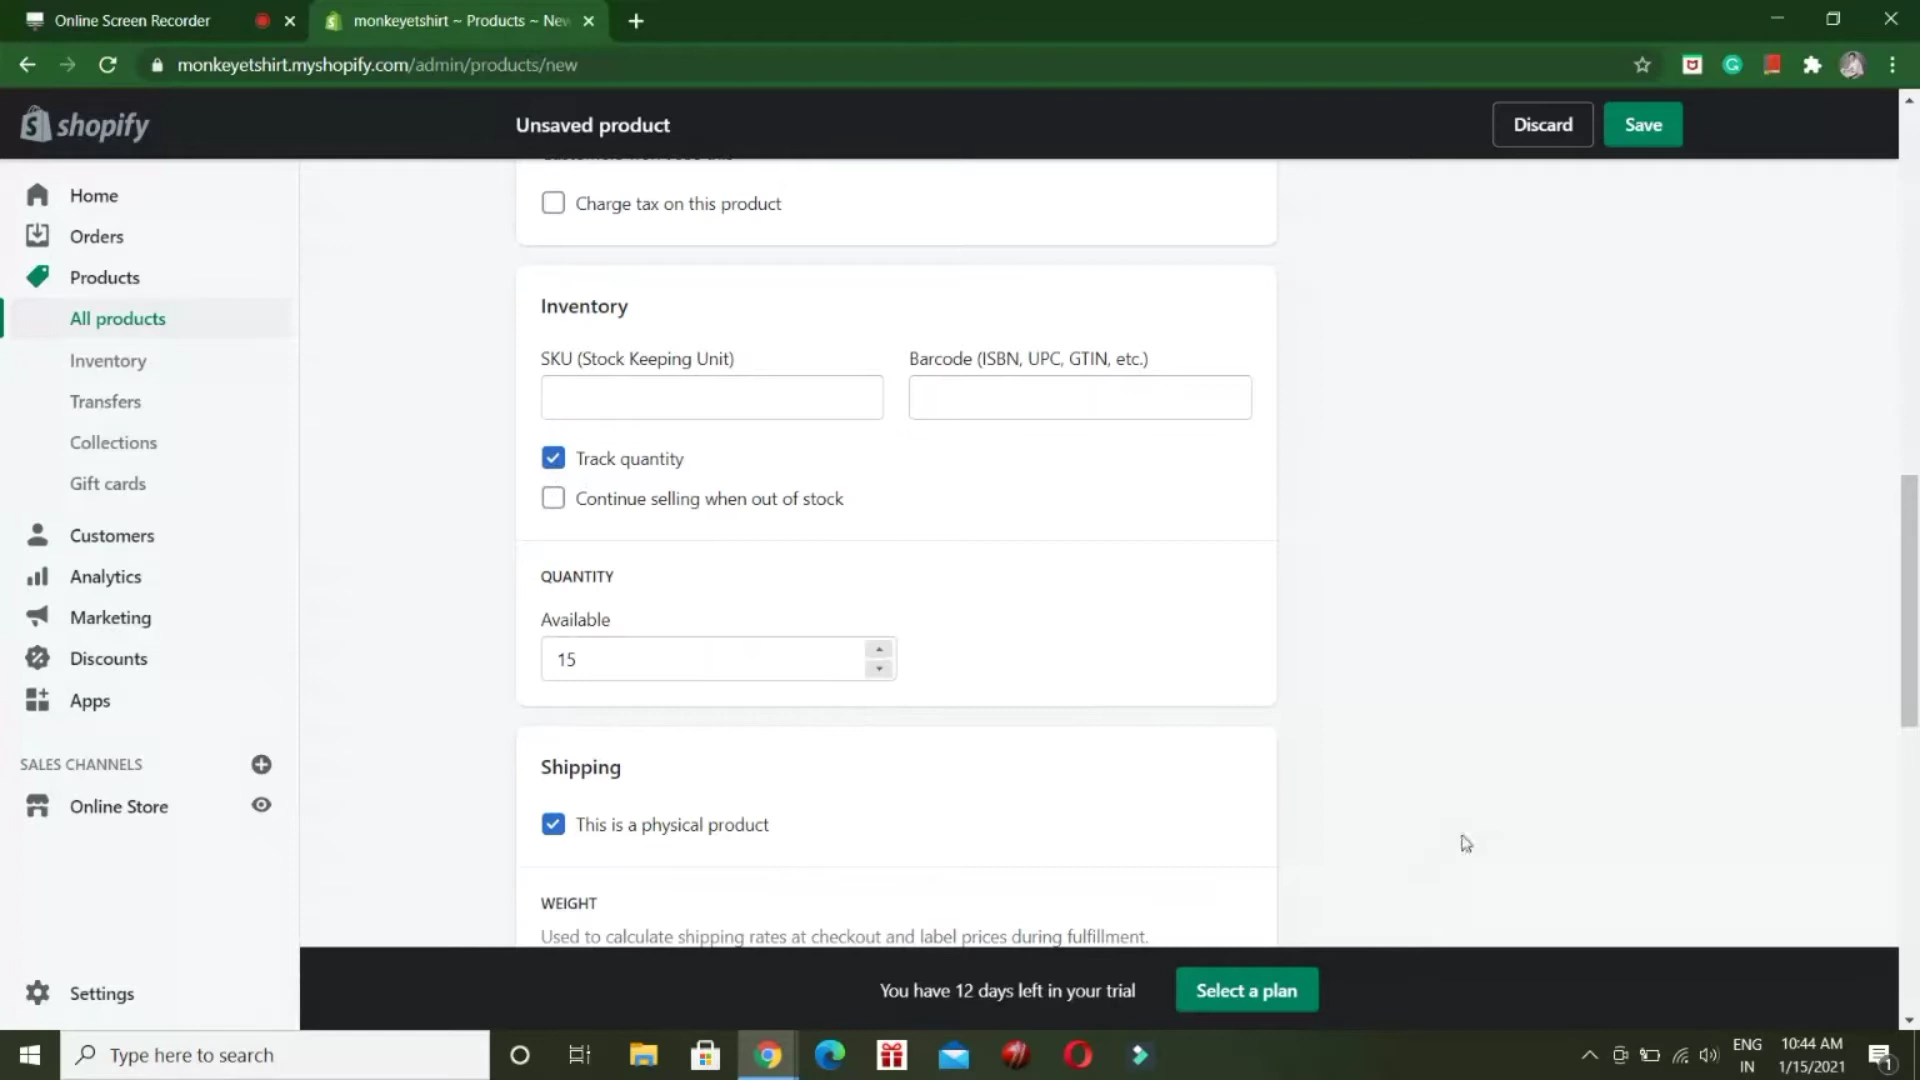 Online Screen Recorder
monkeyetshirt ~ Products ~ New
monkeyetshirt.myshopify.com/admin/products/new
shopify
Unsaved product
Discard
Save
Home
Orders
Products
All products
Inventory
Transfers
Collections
Gift cards
Customers
Analytics
Marketing
Discounts
Apps
SALES CHANNELS
Online Store
Settings
Charge tax on this product
Inventory
SKU (Stock Keeping Unit)
Barcode (ISBN, UPC, GTIN, etc.)
Track quantity
Continue selling when out of stock
QUANTITY
Available
15
Shipping
This is a physical product
WEIGHT
Used to calculate shipping rates at checkout and label prices during fulfillment.
You have 12 days left in your trial
Select a plan
Type here to search
ENG
IN
10:44 AM
1/15/2021
1